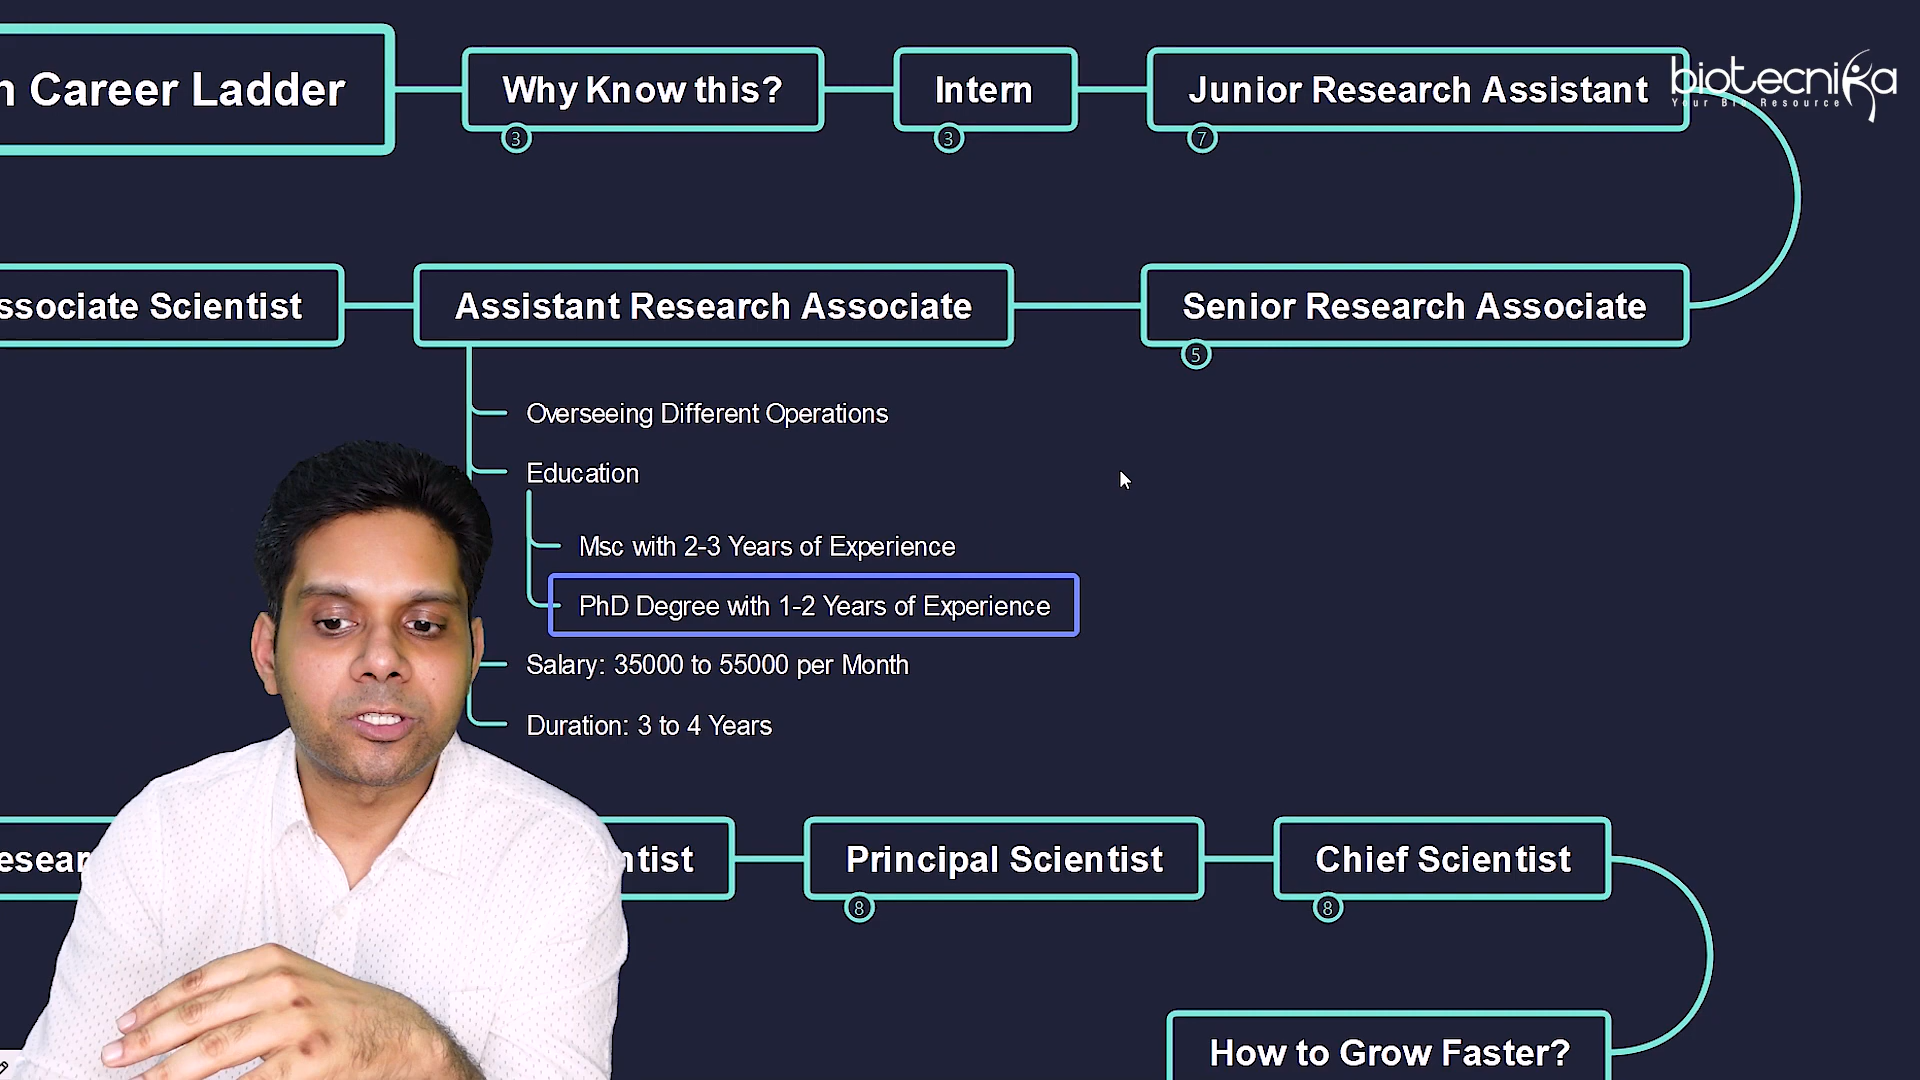 n Career Ladder
Why Know this?
3
Intern
3
Junior Research Assistant
7
biotecnika
Your Bio Resource
ssociate Scientist
Assistant Research Associate
Senior Research Associate
5
Overseeing Different Operations
Education
Msc with 2-3 Years of Experience
PhD Degree with 1-2 Years of Experience
Salary: 35000 to 55000 per Month
Duration: 3 to 4 Years
esear
ntist
Principal Scientist
8
Chief Scientist
8
How to Grow Faster?